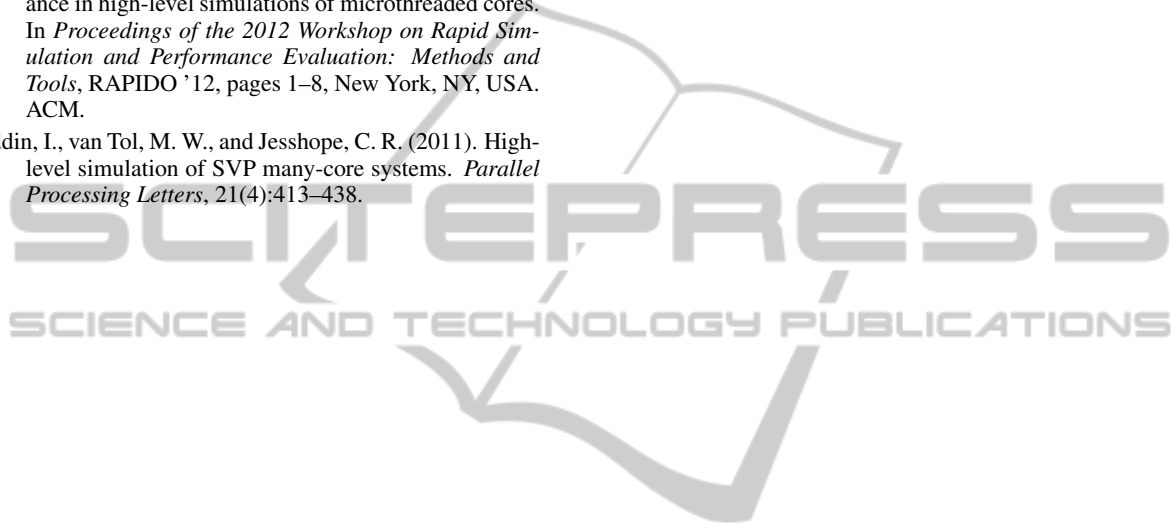 ance in high-level simulations of microthreaded cores.
In Proceedings of the 2012 Workshop on Rapid Sim-
ulation and Performance Evaluation: Methods and
Tools, RAPIDO ’12, pages 1–8, New York, NY, USA.
ACM.
ddin, I., van Tol, M. W., and Jesshope, C. R. (2011). High-
level simulation of SVP many-core systems. Parallel
Processing Letters, 21(4):413–438.
SCITEPRESS
SCIENCE AND TECHNOLOGY PUBLICATIONS